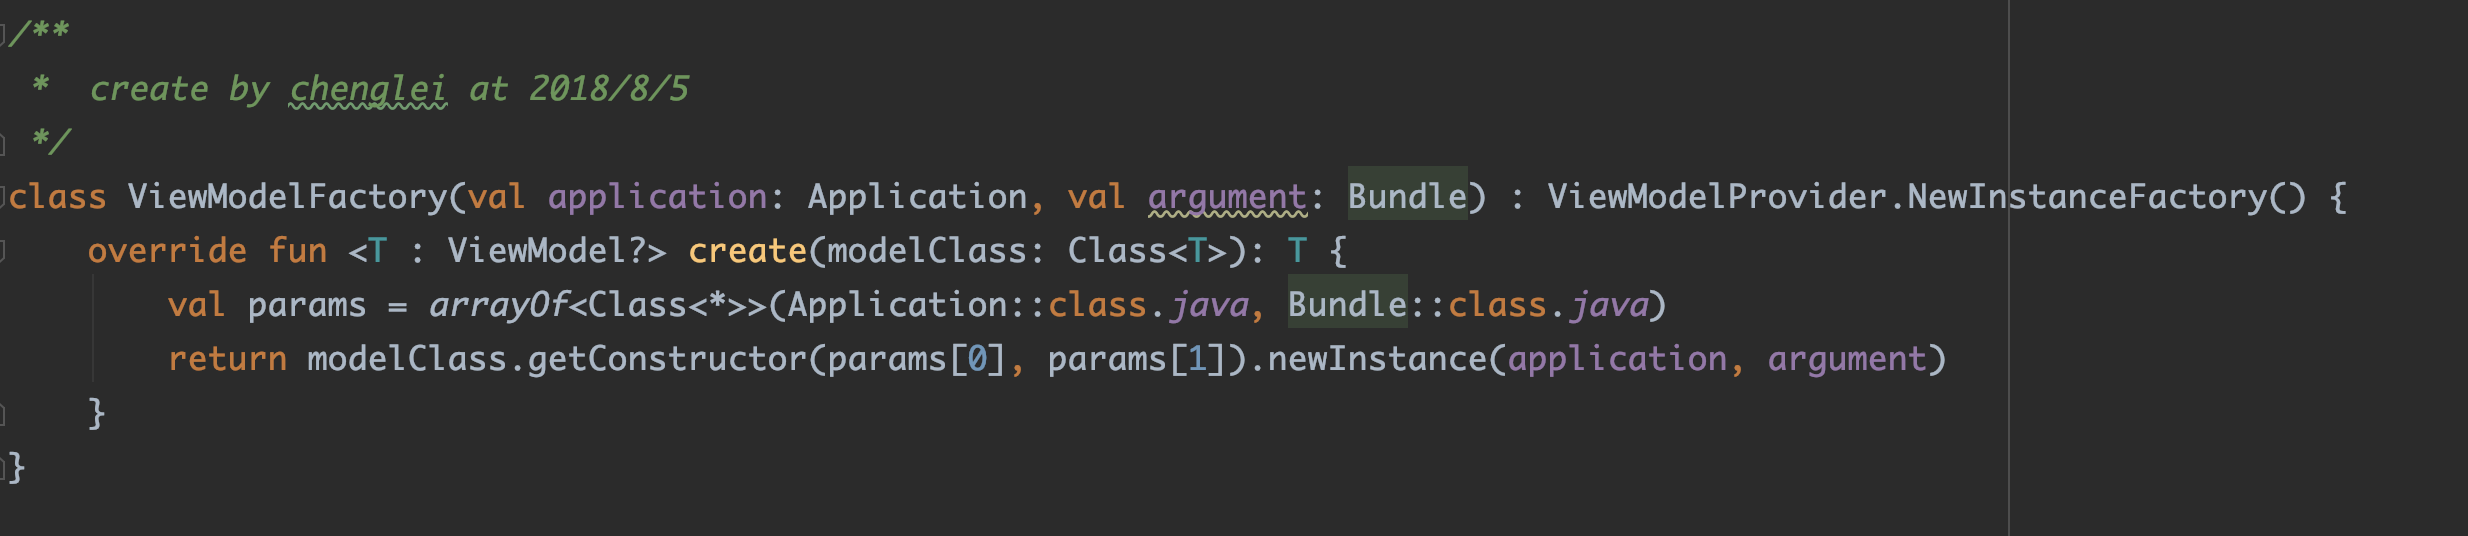 /**
 *  create by chenglei at 2018/8/5
 */
class ViewModelFactory(val application: Application, val argument: Bundle) : ViewModelProvider.NewInstanceFactory() {
    override fun <T : ViewModel?> create(modelClass: Class<T>): T {
        val params = arrayOf<Class<*>>(Application::class.java, Bundle::class.java)
        return modelClass.getConstructor(params[0], params[1]).newInstance(application, argument)
    }
}